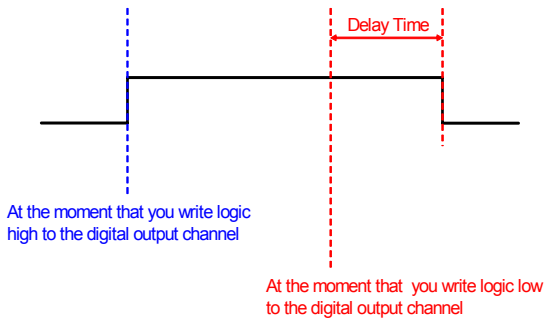 Delay Time
At the moment that you write logic
high to the digital output channel
At the moment that you write logic low
to the digital output channel